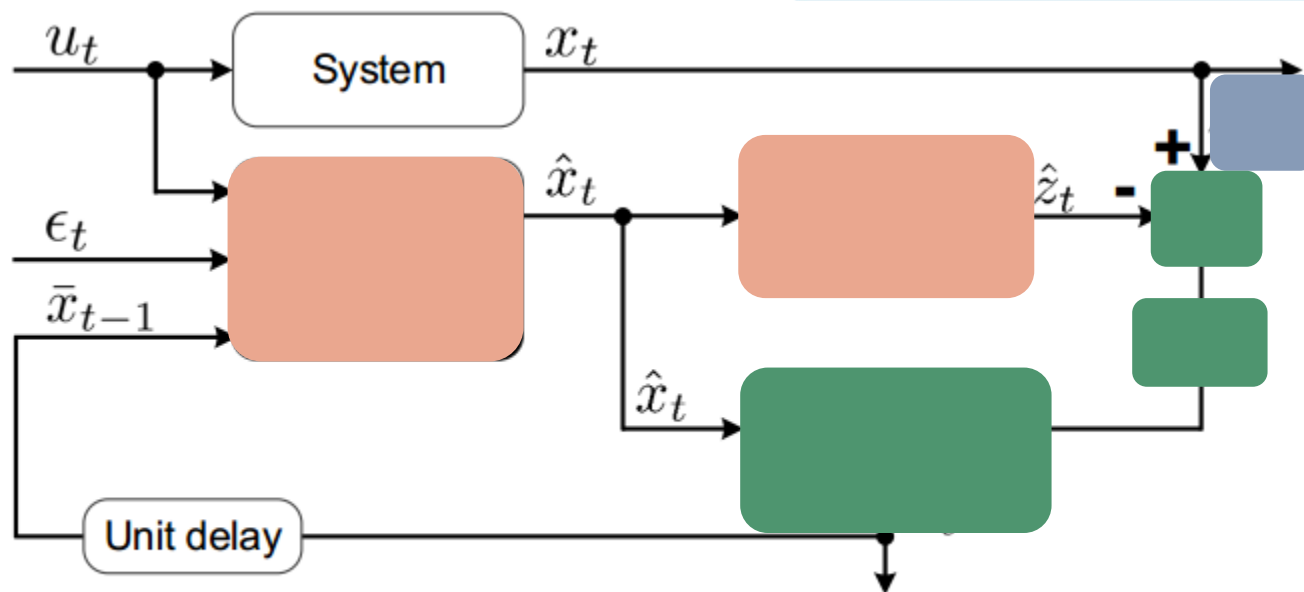 u_t
System
x_t
+
x̂_t
ẑ_t
-
ϵ_t
x̄_{t-1}
x̂_t
Unit delay